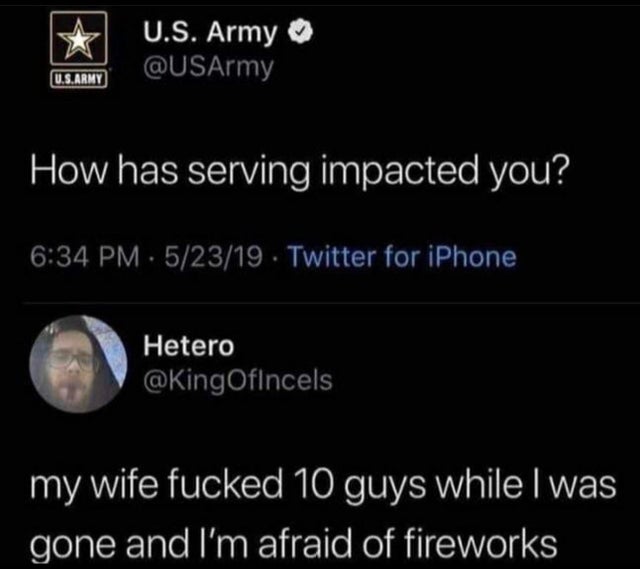 U.S. Army
U.S.ARMY
@USArmy
How has serving impacted you?
6:34 PM · 5/23/19 · Twitter for iPhone
Hetero
@KingOfIncels
my wife fucked 10 guys while I was
gone and I'm afraid of fireworks